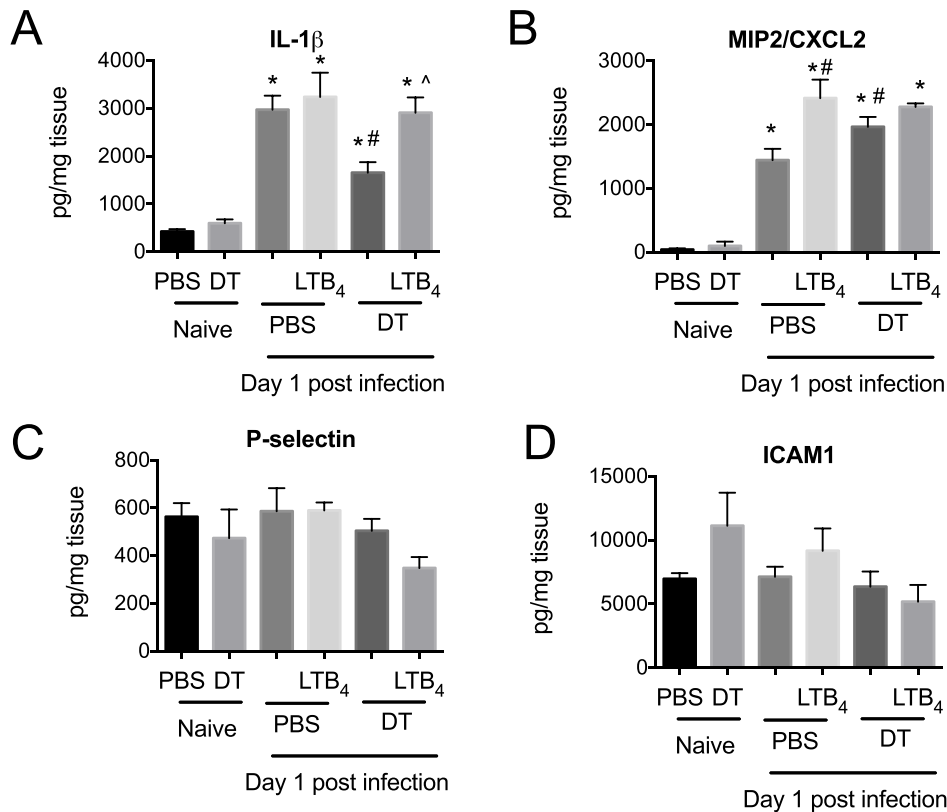 A
IL-1β
pg/mg tissue
4000
3000
2000
1000
0
* * * # * ^
PBS DT LTB4 LTB4
Naive PBS DT
Day 1 post infection
B
MIP2/CXCL2
pg/mg tissue
3000
2000
1000
0
* *# * # *
PBS DT LTB4 LTB4
Naive PBS DT
Day 1 post infection
C
P-selectin
pg/mg tissue
800
600
400
200
0
PBS DT LTB4 LTB4
Naive PBS DT
Day 1 post infection
D
ICAM1
pg/mg tissue
15000
10000
5000
0
PBS DT LTB4 LTB4
Naive PBS DT
Day 1 post infection